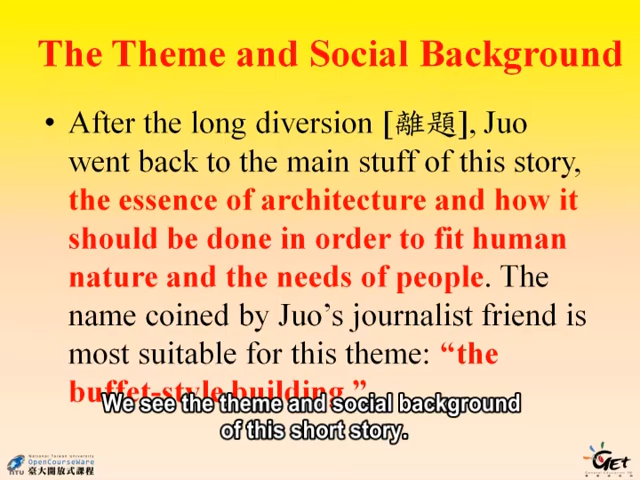 The Theme and Social Background
• After the long diversion [離題], Juo
went back to the main stuff of this story,
the essence of architecture and how it
should be done in order to fit human
nature and the needs of people. The
name coined by Juo's journalist friend is
most suitable for this theme: “the
buffet-style building.”
We see the theme and social background
of this short story.
National Taiwan University
OpenCourseWare
NTU 臺大開放式課程
GET